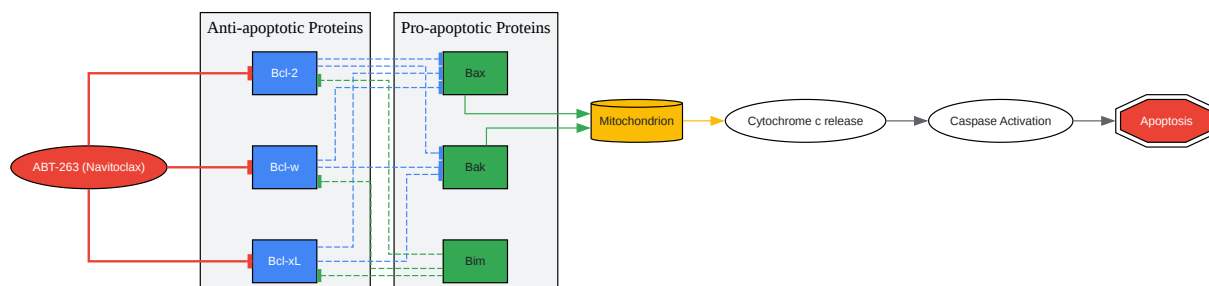 Anti-apoptotic Proteins
Pro-apoptotic Proteins
Bcl-2
Bax
Mitochondrion
Cytochrome c release
Caspase Activation
Apoptosis
ABT-263 (Navitoclax)
Bcl-w
Bak
Bcl-xL
Bim